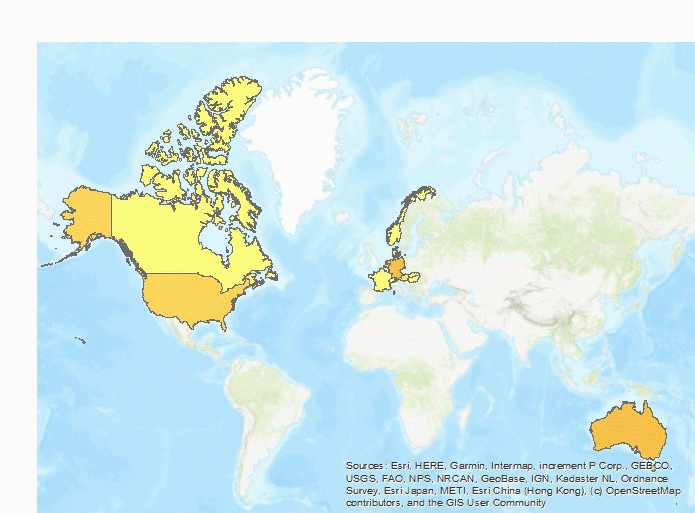 Sources: Esri, HERE, Garmin, Intermap, increment P Corp., GEBCO,
USGS, FAO, NPS, NRCAN, GeoBase, IGN, Kadaster NL, Ordnance
Survey, Esri Japan, METI, Esri China (Hong Kong), (c) OpenStreetMap
contributors, and the GIS User Community